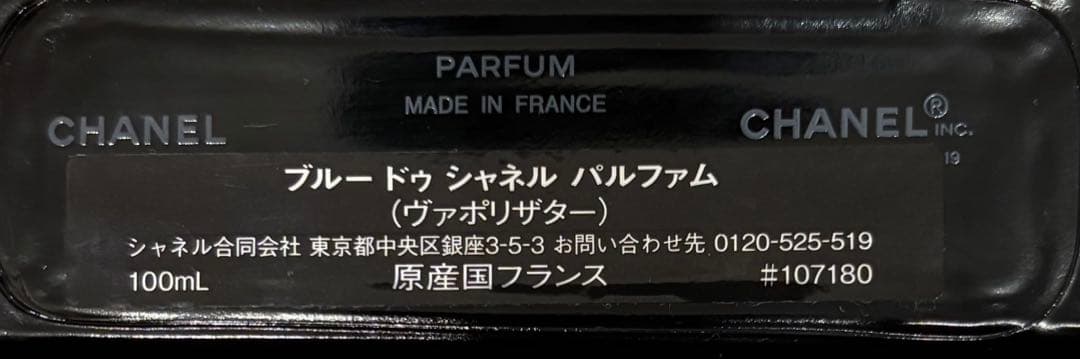 PARFUM
MADE IN FRANCE
CHANEL
CHANEL® INC.
19
ブルー ドゥ シャネル パルファム
（ヴァポリザター）
シャネル合同会社 東京都中央区銀座3-5-3 お問い合わせ先 0120-525-519
100mL 原産国フランス #107180